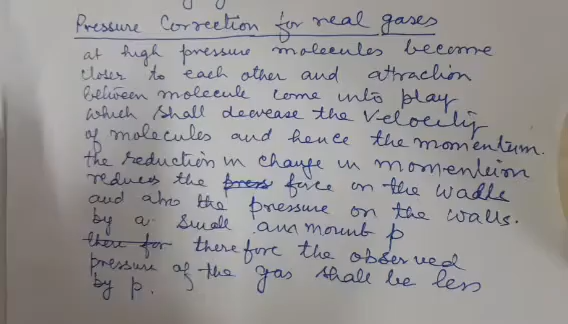 Pressure Correction for real gases
at high pressure molecules become
closer to each other and attraction
between molecule come into play
which shall decrease the velocity
of molecules and hence the momentum.
the reduction in change in momenteim
reduces the press force on the wadls
and also the pressure on the walls.
by a small ammount p
there for therefore the observed
pressure of the gas shall be less
by p.